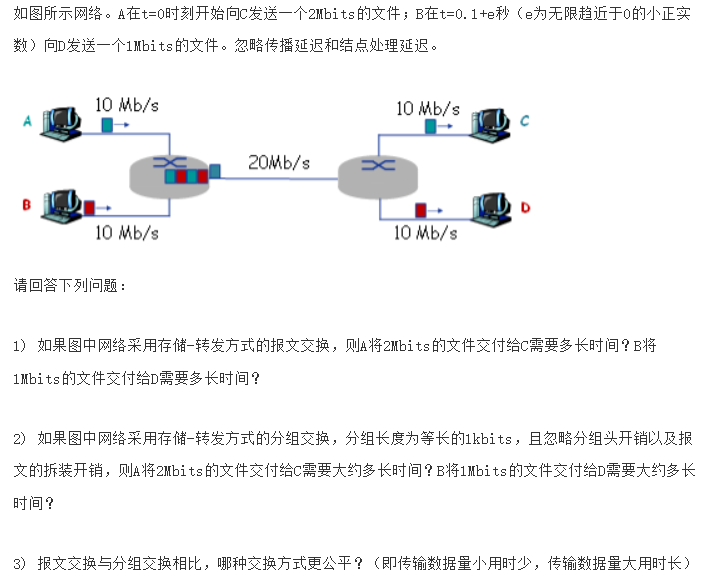 如图所示网络。A在t=0时刻开始向C发送一个2Mbits的文件；B在t=0.1+e秒（e为无限趋近于0的小正实
数）向D发送一个1Mbits的文件。忽略传播延迟和结点处理延迟。
A 10 Mb/s 10 Mb/s C
20Mb/s
B 10 Mb/s 10 Mb/s D
请回答下列问题：
1) 如果图中网络采用存储-转发方式的报文交换，则A将2Mbits的文件交付给C需要多长时间？B将
1Mbits的文件交付给D需要多长时间？
2) 如果图中网络采用存储-转发方式的分组交换，分组长度为等长的1kbits，且忽略分组头开销以及报
文的拆装开销，则A将2Mbits的文件交付给C需要大约多长时间？B将1Mbits的文件交付给D需要大约多长
时间？
3) 报文交换与分组交换相比，哪种交换方式更公平？（即传输数据量小用时少，传输数据量大用时长）